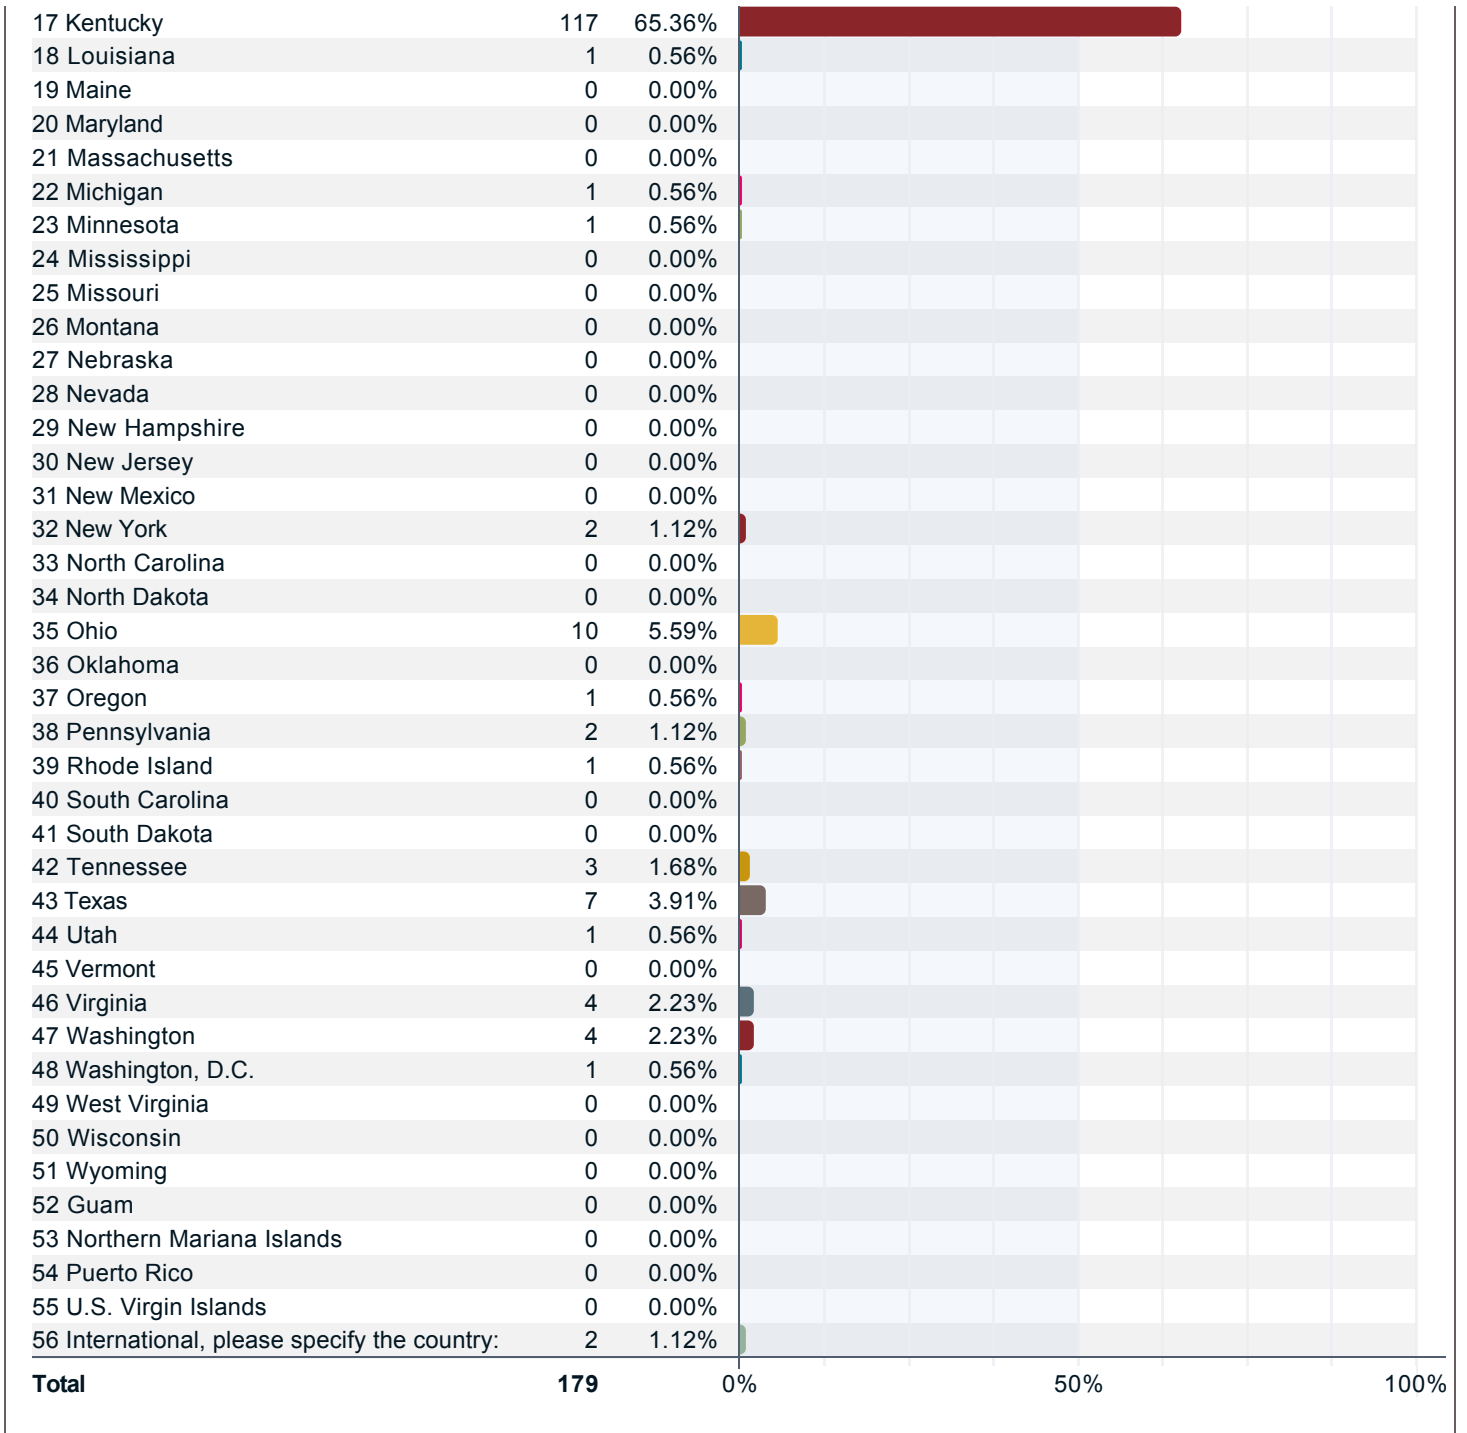 17 Kentucky 117 65.36%
18 Louisiana 1 0.56%
19 Maine 0 0.00%
20 Maryland 0 0.00%
21 Massachusetts 0 0.00%
22 Michigan 1 0.56%
23 Minnesota 1 0.56%
24 Mississippi 0 0.00%
25 Missouri 0 0.00%
26 Montana 0 0.00%
27 Nebraska 0 0.00%
28 Nevada 0 0.00%
29 New Hampshire 0 0.00%
30 New Jersey 0 0.00%
31 New Mexico 0 0.00%
32 New York 2 1.12%
33 North Carolina 0 0.00%
34 North Dakota 0 0.00%
35 Ohio 10 5.59%
36 Oklahoma 0 0.00%
37 Oregon 1 0.56%
38 Pennsylvania 2 1.12%
39 Rhode Island 1 0.56%
40 South Carolina 0 0.00%
41 South Dakota 0 0.00%
42 Tennessee 3 1.68%
43 Texas 7 3.91%
44 Utah 1 0.56%
45 Vermont 0 0.00%
46 Virginia 4 2.23%
47 Washington 4 2.23%
48 Washington, D.C. 1 0.56%
49 West Virginia 0 0.00%
50 Wisconsin 0 0.00%
51 Wyoming 0 0.00%
52 Guam 0 0.00%
53 Northern Mariana Islands 0 0.00%
54 Puerto Rico 0 0.00%
55 U.S. Virgin Islands 0 0.00%
56 International, please specify the country: 2 1.12%
Total 179 0% 50% 100%